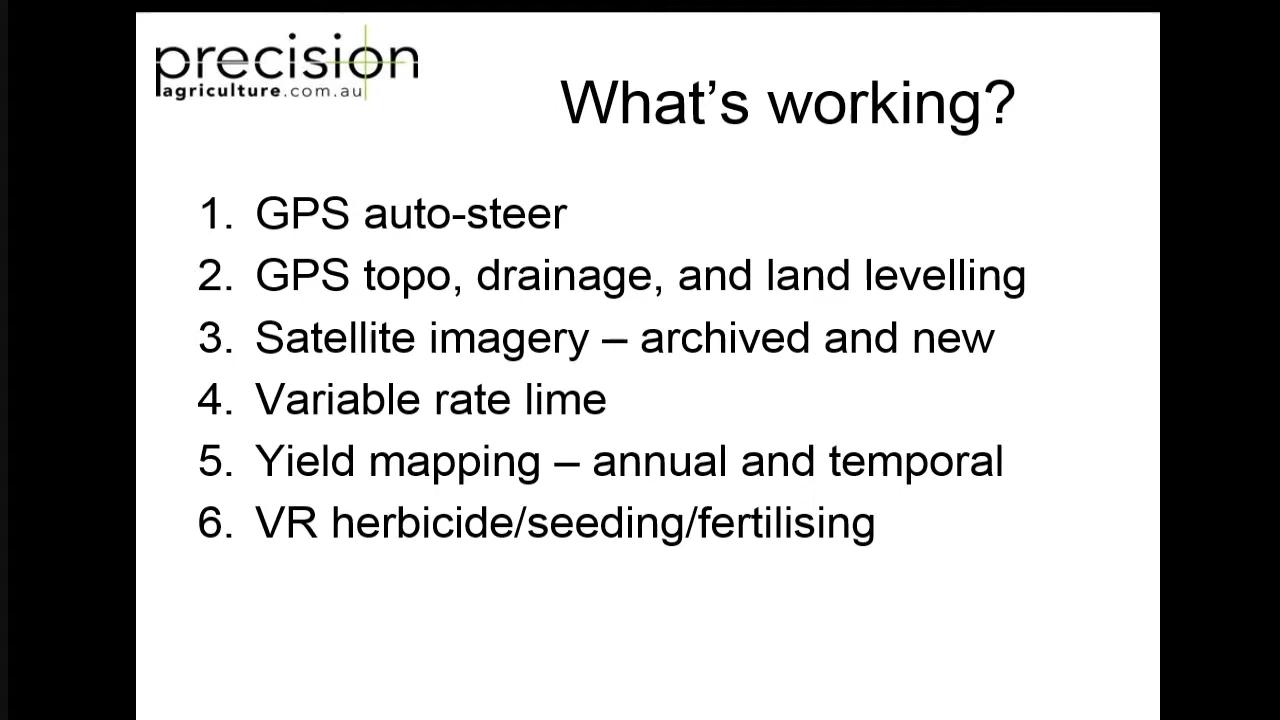 precision
agriculture.com.au
What's working?
1. GPS auto-steer
2. GPS topo, drainage, and land levelling
3. Satellite imagery – archived and new
4. Variable rate lime
5. Yield mapping – annual and temporal
6. VR herbicide/seeding/fertilising